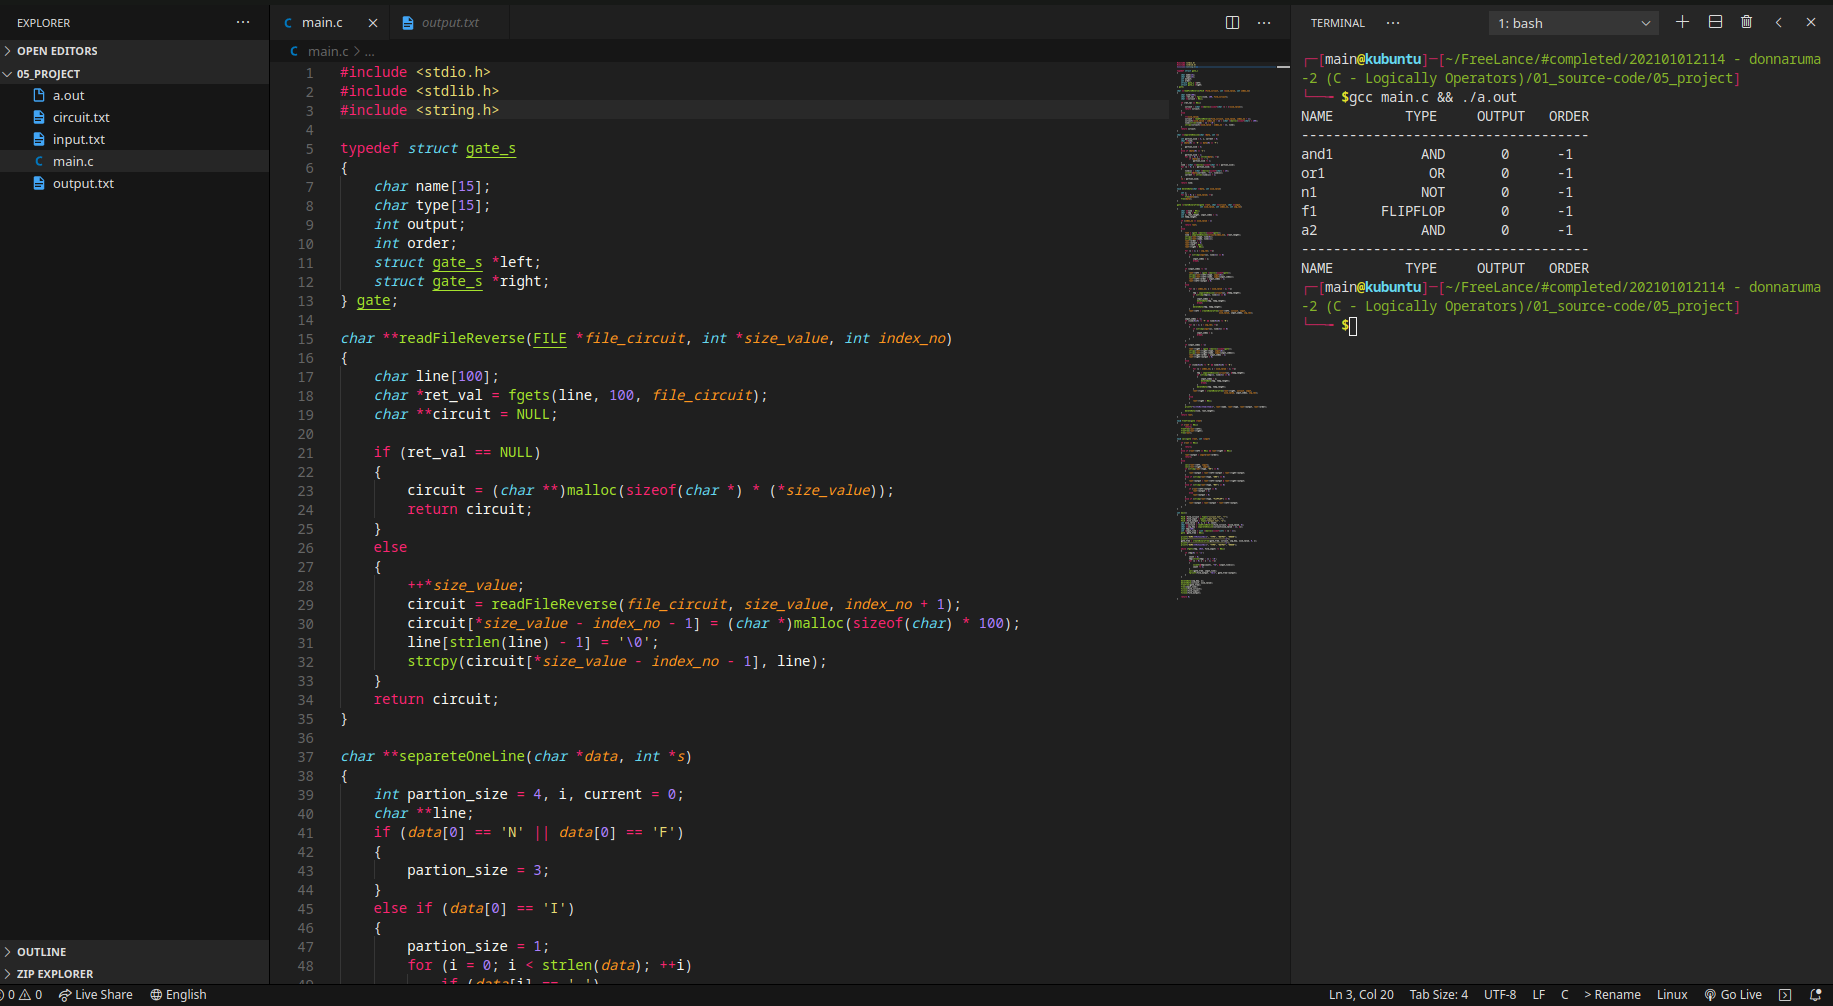 EXPLORER ...
OPEN EDITORS
05_PROJECT
a.out
circuit.txt
input.txt
C main.c
output.txt
OUTLINE
ZIP EXPLORER
C main.c
output.txt
C main.c > ...
1 #include <stdio.h>
2 #include <stdlib.h>
3 #include <string.h>
4
5 typedef struct gate_s
6 {
7 char name[15];
8 char type[15];
9 int output;
10 int order;
11 struct gate_s *left;
12 struct gate_s *right;
13 } gate;
14
15 char **readFileReverse(FILE *file_circuit, int *size_value, int index_no)
16 {
17 char line[100];
18 char *ret_val = fgets(line, 100, file_circuit);
19 char **circuit = NULL;
20
21 if (ret_val == NULL)
22 {
23 circuit = (char **)malloc(sizeof(char *) * (*size_value));
24 return circuit;
25 }
26 else
27 {
28 ++*size_value;
29 circuit = readFileReverse(file_circuit, size_value, index_no + 1);
30 circuit[*size_value - index_no - 1] = (char *)malloc(sizeof(char) * 100);
31 line[strlen(line) - 1] = '\0';
32 strcpy(circuit[*size_value - index_no - 1], line);
33 }
34 return circuit;
35 }
36
37 char **separeteOneLine(char *data, int *s)
38 {
39 int partion_size = 4, i, current = 0;
40 char **line;
41 if (data[0] == 'N' || data[0] == 'F')
42 {
43 partion_size = 3;
44 }
45 else if (data[0] == 'I')
46 {
47 partion_size = 1;
48 for (i = 0; i < strlen(data); ++i)
TERMINAL ... 1: bash
[main@kubuntu]-[~/FreeLance/#completed/202101012114 - donnaruma
-2 (C - Logically Operators)/01_source-code/05_project]
$gcc main.c && ./a.out
NAME TYPE OUTPUT ORDER
------------------------------------
and1 AND 0 -1
or1 OR 0 -1
n1 NOT 0 -1
f1 FLIPFLOP 0 -1
a2 AND 0 -1
------------------------------------
NAME TYPE OUTPUT ORDER
[main@kubuntu]-[~/FreeLance/#completed/202101012114 - donnaruma
-2 (C - Logically Operators)/01_source-code/05_project]
$
0 0 Live Share English Ln 3, Col 20 Tab Size: 4 UTF-8 LF C > Rename Linux Go Live